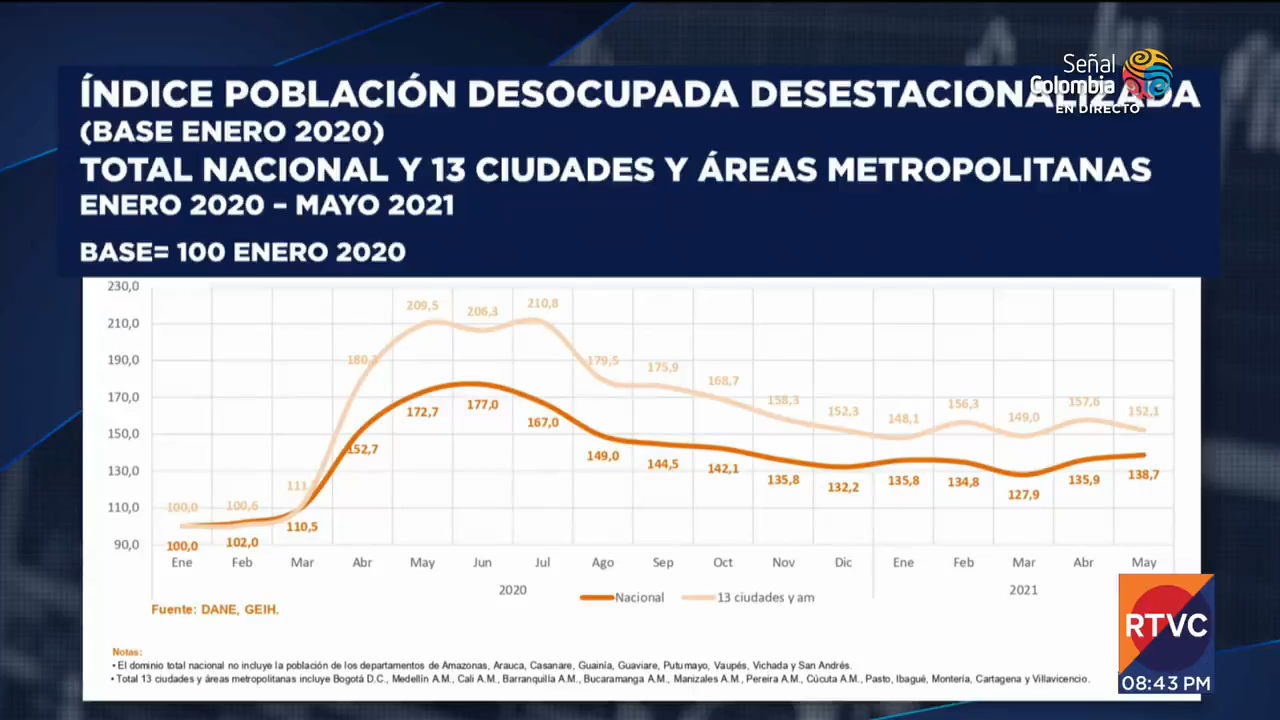 Señal
Colombia
EN DIRECTO
ÍNDICE POBLACIÓN DESOCUPADA DESESTACIONALIZADA
(BASE ENERO 2020)
TOTAL NACIONAL Y 13 CIUDADES Y ÁREAS METROPOLITANAS
ENERO 2020 – MAYO 2021
BASE= 100 ENERO 2020
230,0
210,0
190,0
170,0
150,0
130,0
110,0
90,0
100,0 100,6 180,3 209,5 206,3 210,8 179,5 175,9 168,7 158,3 152,3 148,1 156,3 149,0 157,6 152,1
100,0 102,0 110,5 152,7 172,7 177,0 167,0 149,0 144,5 142,1 135,8 132,2 135,8 134,8 127,9 135,9 138,7
Ene Feb Mar Abr May Jun Jul Ago Sep Oct Nov Dic Ene Feb Mar Abr May
2020 2021
Nacional 13 ciudades y am
Fuente: DANE, GEIH.
Notas:
• El dominio total nacional no incluye la población de los departamentos de Amazonas, Arauca, Casanare, Guainía, Guaviare, Putumayo, Vaupés, Vichada y San Andrés.
• Total 13 ciudades y áreas metropolitanas incluye Bogotá D.C., Medellín A.M., Cali A.M., Barranquilla A.M., Bucaramanga A.M., Manizales A.M., Pereira A.M., Cúcuta A.M., Pasto, Ibagué, Montería, Cartagena y Villavicencio.
RTVC
08:43 PM